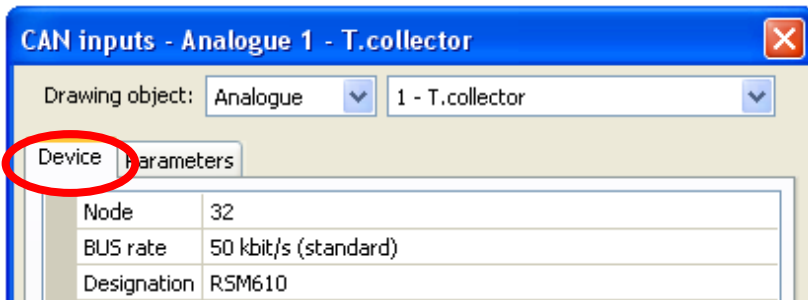 CAN inputs - Analogue 1 - T.collector
Drawing object: Analogue 1 - T.collector
Device Parameters
Node 32
BUS rate 50 kbit/s (standard)
Designation RSM610